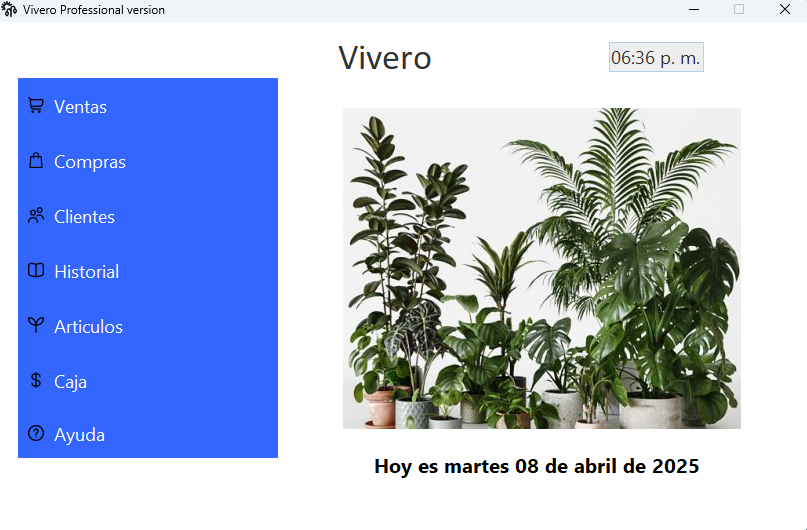 Vivero Professional version
Vivero
06:36 p. m.
Ventas
Compras
Clientes
Historial
Articulos
Caja
Ayuda
Hoy es martes 08 de abril de 2025